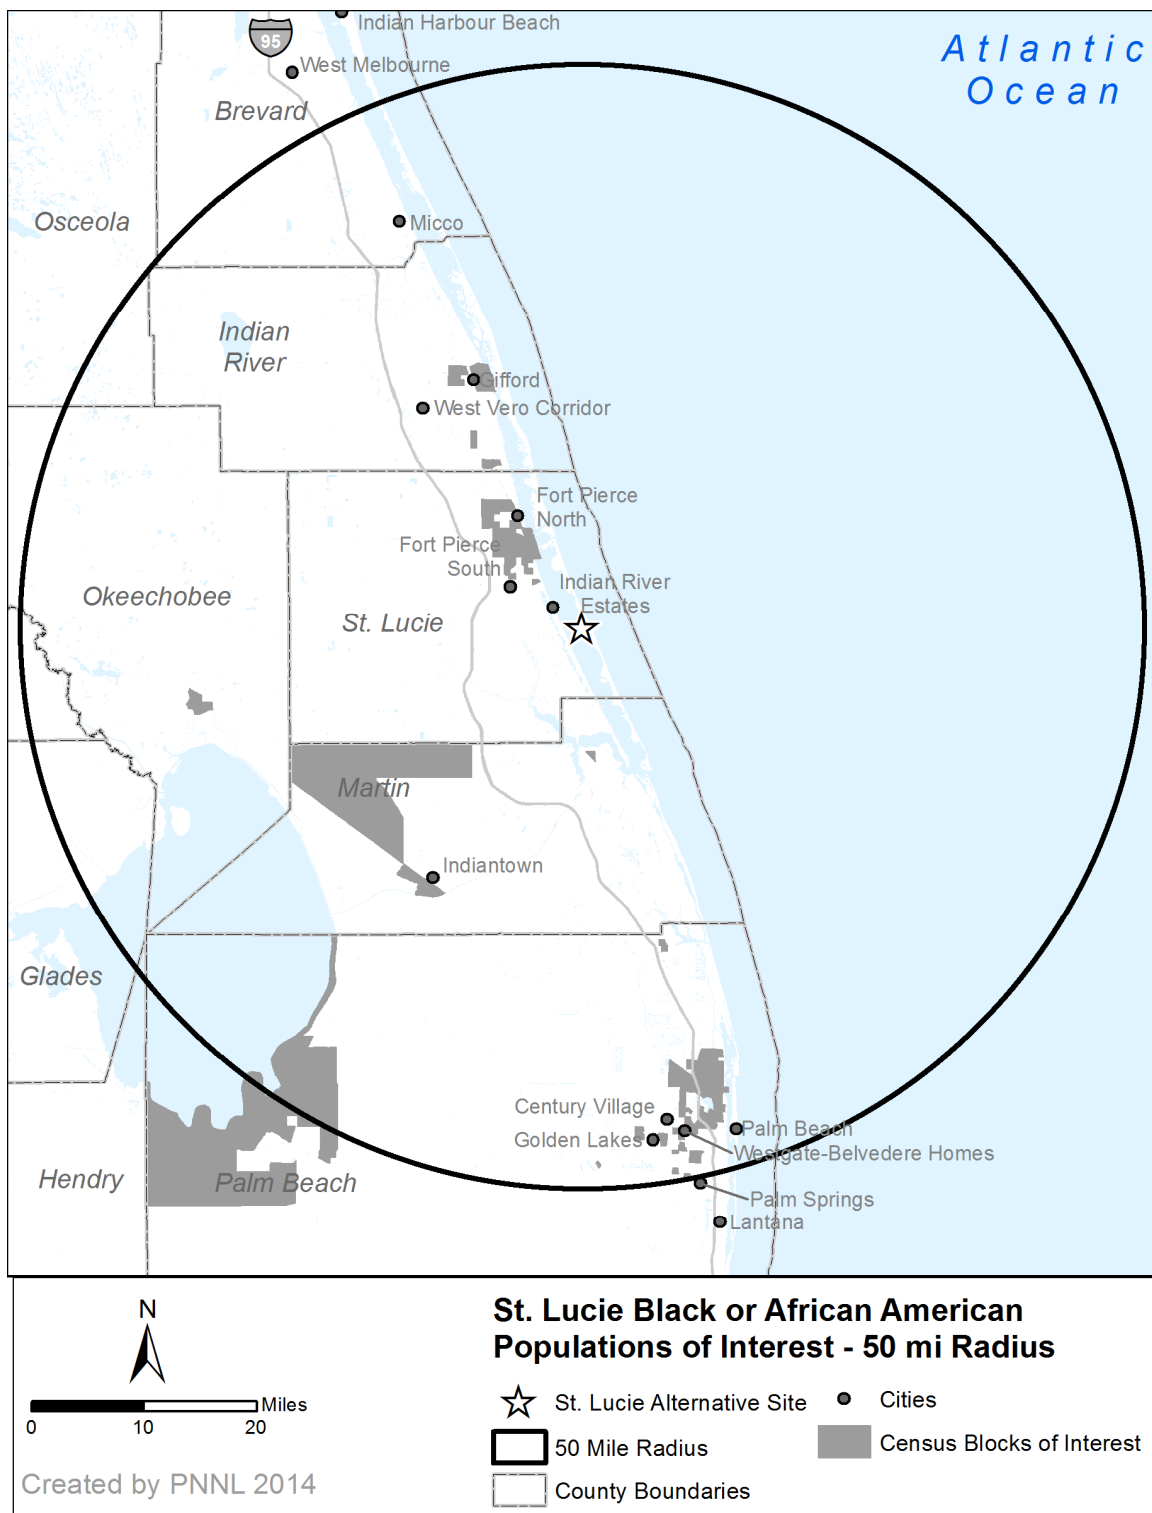 Indian Harbour Beach
95
West Melbourne
Atlantic
Ocean
Brevard
Osceola
Micco
Indian
River
Gifford
West Vero Corridor
Fort Pierce
North
Fort Pierce
South
Indian River
Estates
Okeechobee
St. Lucie
Martin
Indiantown
Glades
Century Village
Palm Beach
Golden Lakes
Westgate-Belvedere Homes
Hendry
Palm Beach
Palm Springs
Lantana
N
Miles
0 10 20
Created by PNNL 2014
St. Lucie Black or African American
Populations of Interest - 50 mi Radius
St. Lucie Alternative Site
Cities
50 Mile Radius
Census Blocks of Interest
County Boundaries